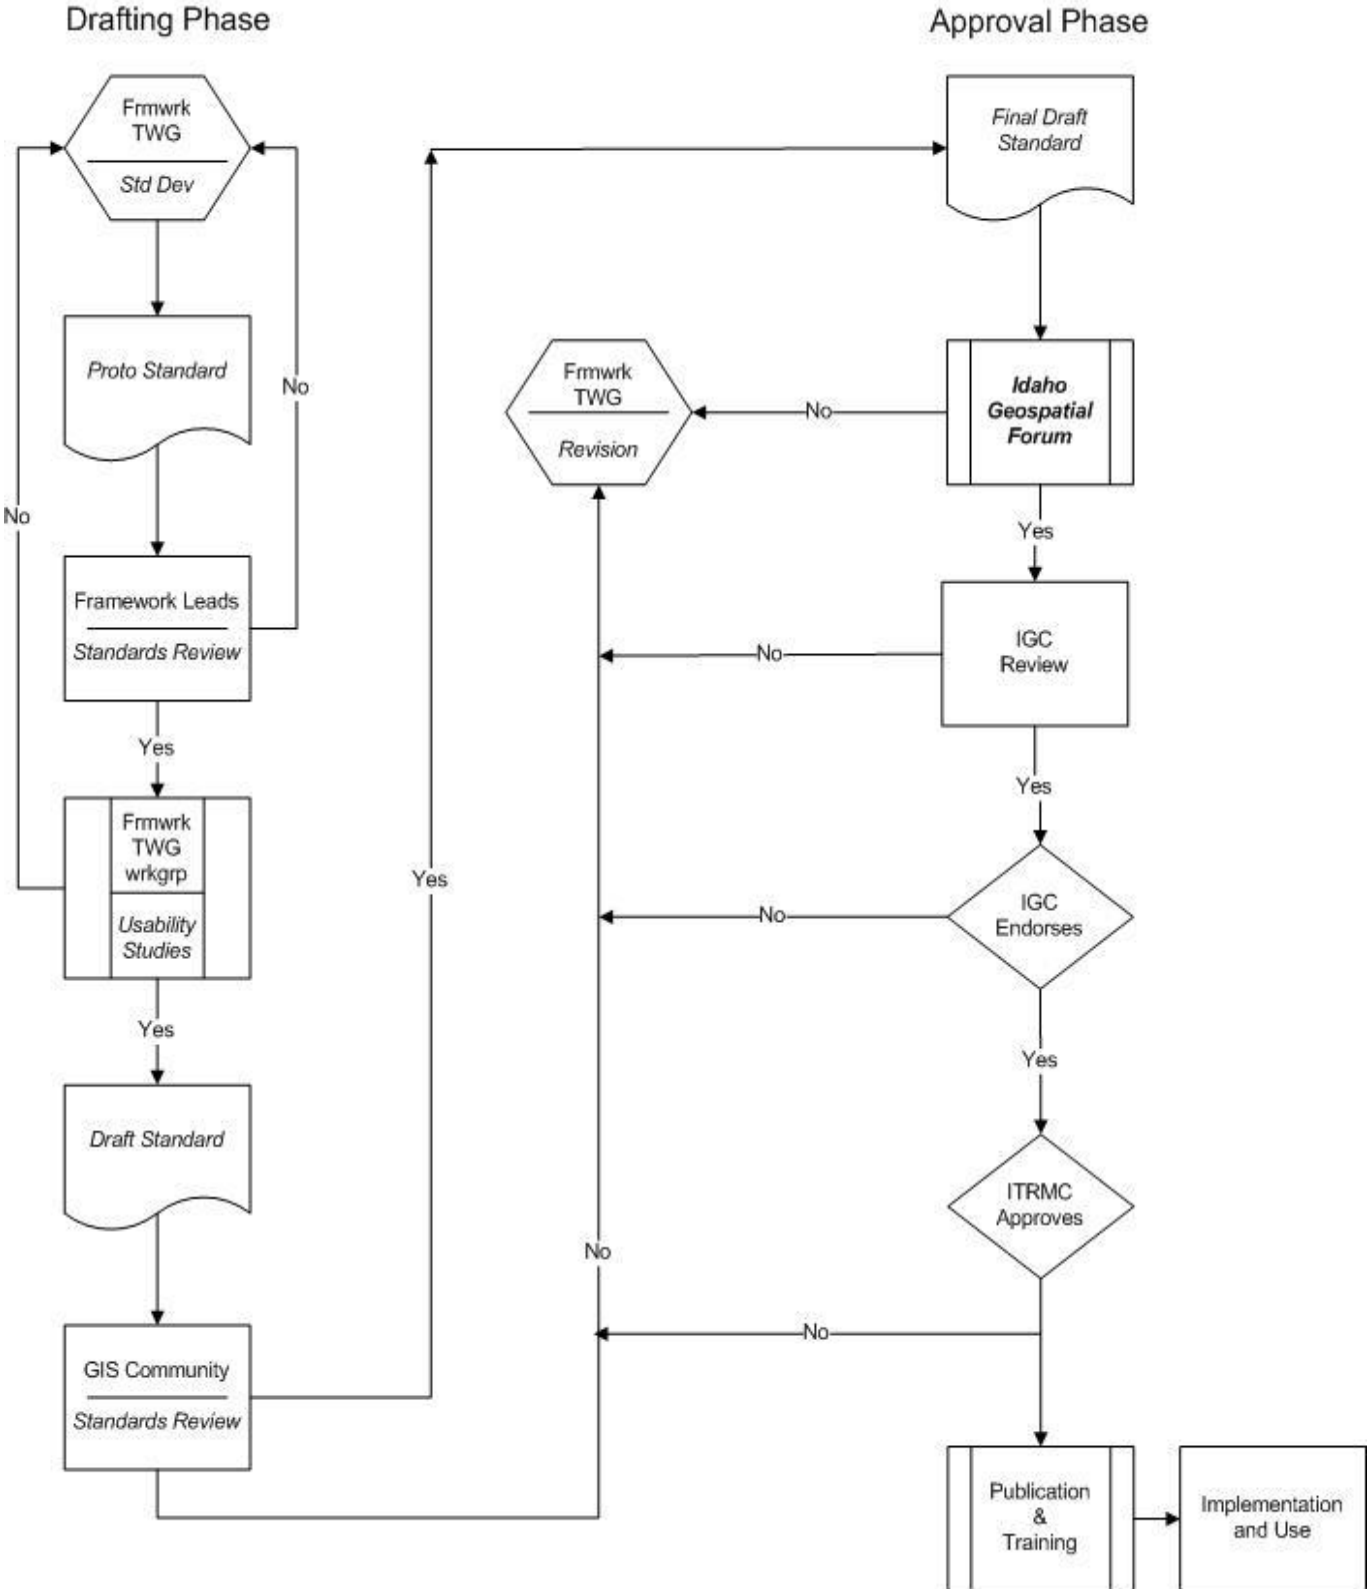 Drafting Phase
Frmwrk
TWG
Std Dev
Proto Standard
No
No
Framework Leads
Standards Review
Yes
Frmwrk
TWG
wrkgrp
Usability
Studies
Yes
Draft Standard
GIS Community
Standards Review
Yes
Approval Phase
Final Draft
Standard
Idaho
Geospatial
Forum
No
Frmwrk
TWG
Revision
Yes
IGC
Review
No
Yes
IGC
Endorses
No
Yes
ITRMC
Approves
No
No
Publication
&
Training
Implementation
and Use